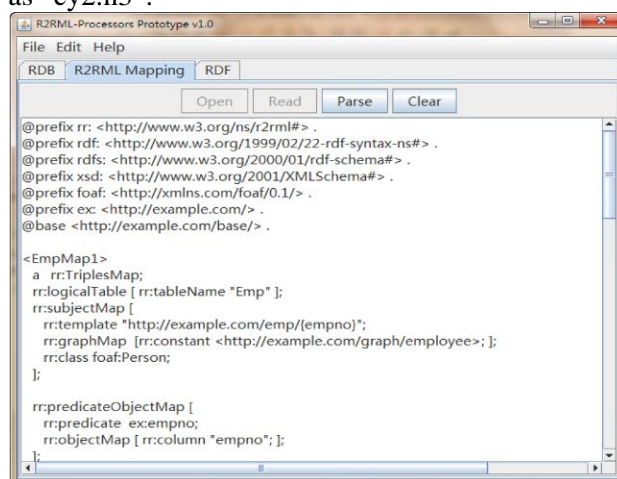 as "ey2.n3".
R2RML-Processors Prototype v1.0
File Edit Help
RDB R2RML Mapping RDF
Open Read Parse Clear
@prefix rr: <http://www.w3.org/ns/r2rml#> .
@prefix rdf: <http://www.w3.org/1999/02/22-rdf-syntax-ns#> .
@prefix rdfs: <http://www.w3.org/2000/01/rdf-schema#> .
@prefix xsd: <http://www.w3.org/2001/XMLSchema#> .
@prefix foaf: <http://xmlns.com/foaf/0.1/> .
@prefix ex: <http://example.com/> .
@base <http://example.com/base/> .
<EmpMap1>
a rr:TriplesMap;
rr:logicalTable [ rr:tableName "Emp" ];
rr:subjectMap [
rr:template "http://example.com/emp/{empno}";
rr:graphMap [rr:constant <http://example.com/graph/employee>; ];
rr:class foaf:Person;
];
rr:predicateObjectMap [
rr:predicate ex:empno;
rr:objectMap [ rr:column "empno"; ];
];